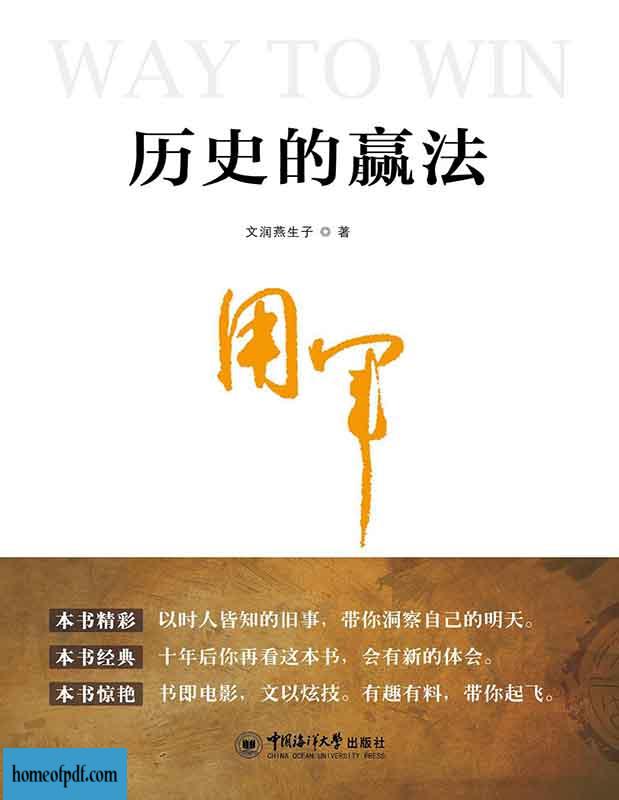 WAY TO WIN
历史的赢法
文润燕生子 ◎ 著
用军
本书精彩 以时人皆知的旧事，带你洞察自己的明天。
本书经典 十年后你再看这本书，会有新的体会。
本书惊艳 书即电影，文以炫技。有趣有料，带你起飞。
中国海洋大学出版社
CHINA OCEAN UNIVERSITY PRESS
homeofpdf.com